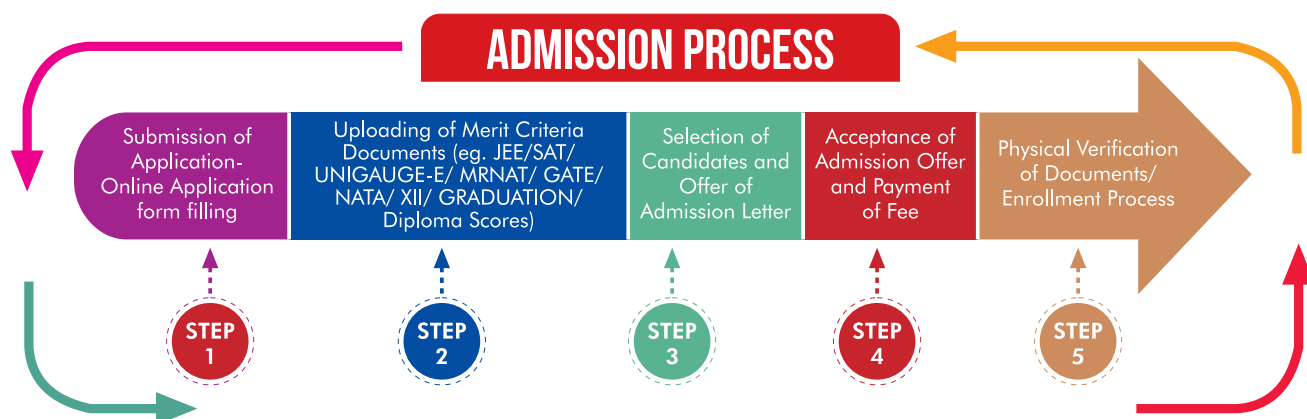 ADMISSION PROCESS
Submission of
Application-
Online Application
form filling
Uploading of Merit Criteria
Documents (eg. JEE/SAT/
UNIGAUGE-E/ MRNAT/ GATE/
NATA/ XII/ GRADUATION/
Diploma Scores)
Selection of
Candidates and
Offer of
Admission Letter
Acceptance of
Admission Offer
and Payment
of Fee
Physical Verification
of Documents/
Enrollment Process
STEP
1
STEP
2
STEP
3
STEP
4
STEP
5